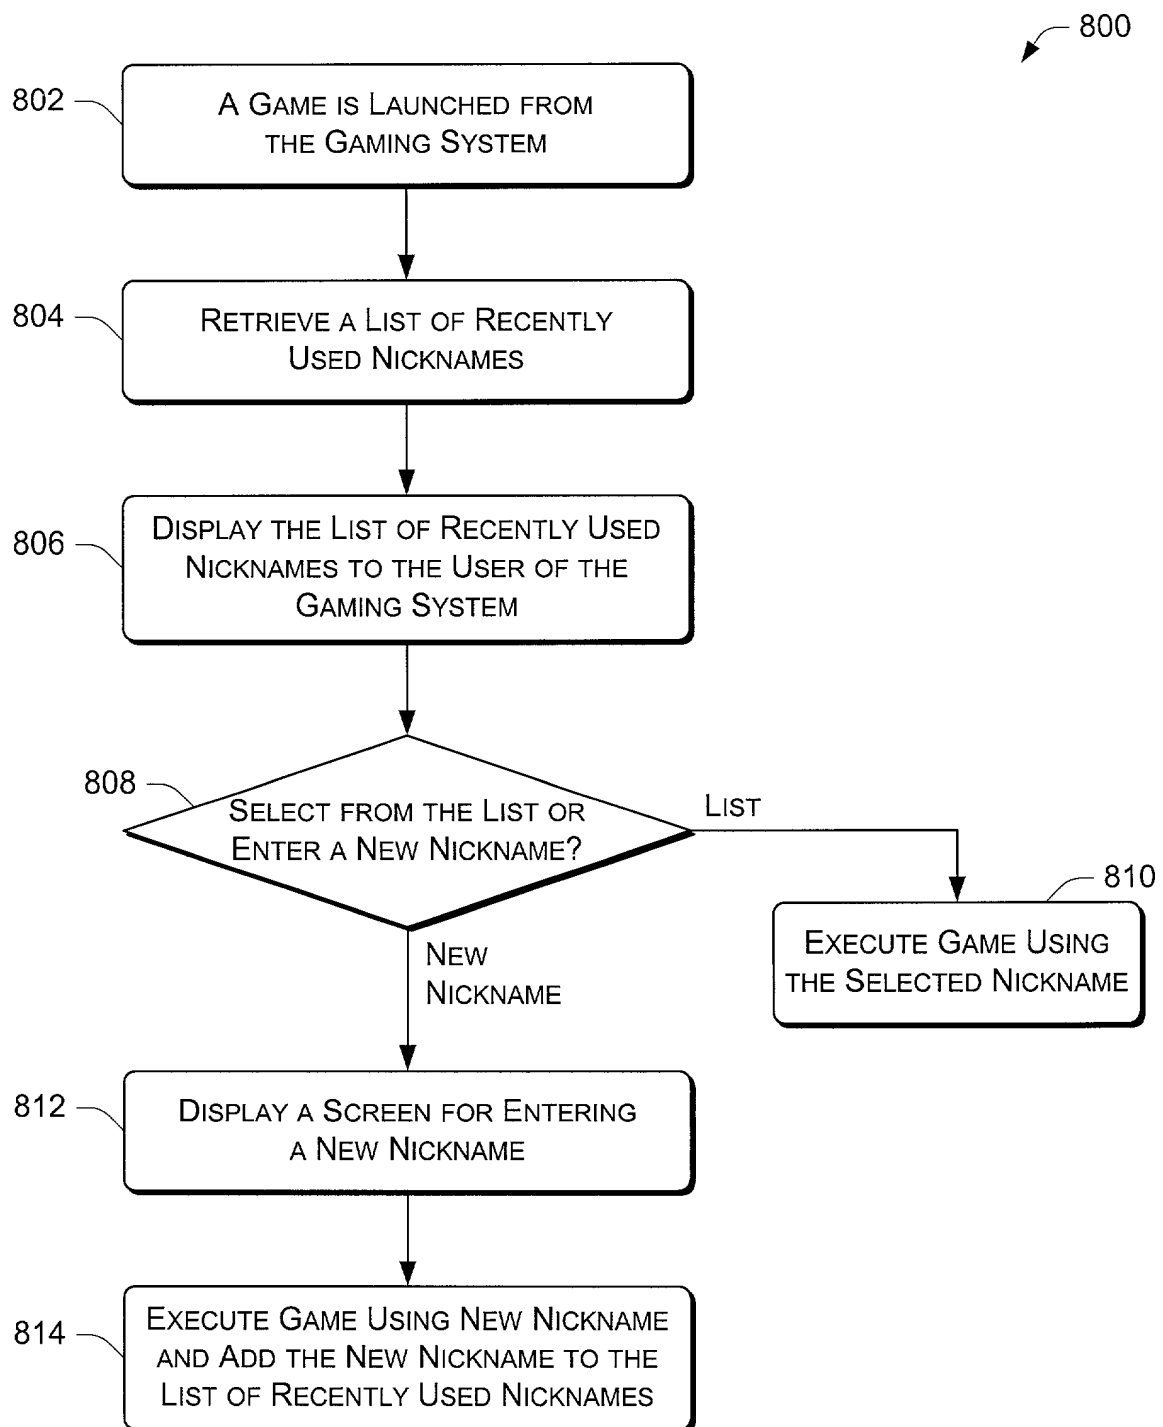 800
802
A GAME IS LAUNCHED FROM
THE GAMING SYSTEM
804
RETRIEVE A LIST OF RECENTLY
USED NICKNAMES
806
DISPLAY THE LIST OF RECENTLY USED
NICKNAMES TO THE USER OF THE
GAMING SYSTEM
808
SELECT FROM THE LIST OR
ENTER A NEW NICKNAME?
LIST
810
EXECUTE GAME USING
THE SELECTED NICKNAME
NEW
NICKNAME
812
DISPLAY A SCREEN FOR ENTERING
A NEW NICKNAME
814
EXECUTE GAME USING NEW NICKNAME
AND ADD THE NEW NICKNAME TO THE
LIST OF RECENTLY USED NICKNAMES